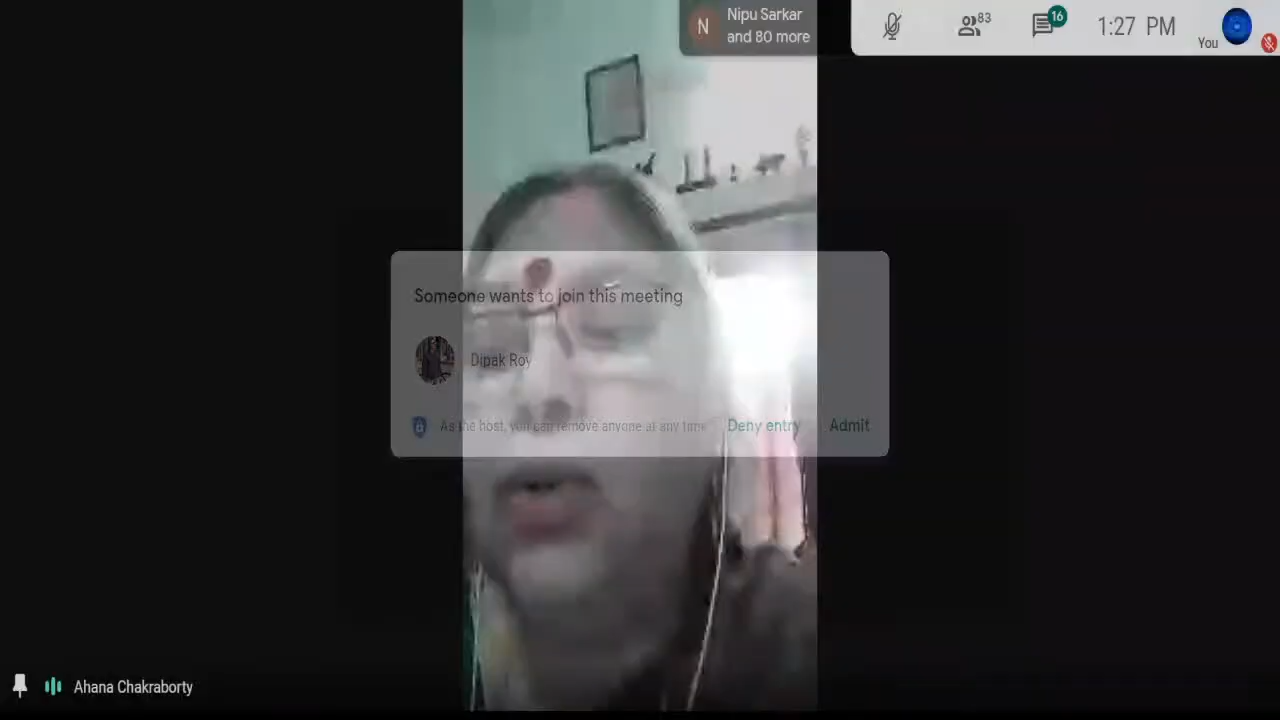 Nipu Sarkar
and 80 more
N
83
16
1:27 PM
You
Someone wants to join this meeting
Dipak Roy
As the host, you can remove anyone at any time
Deny entry
Admit
Ahana Chakraborty